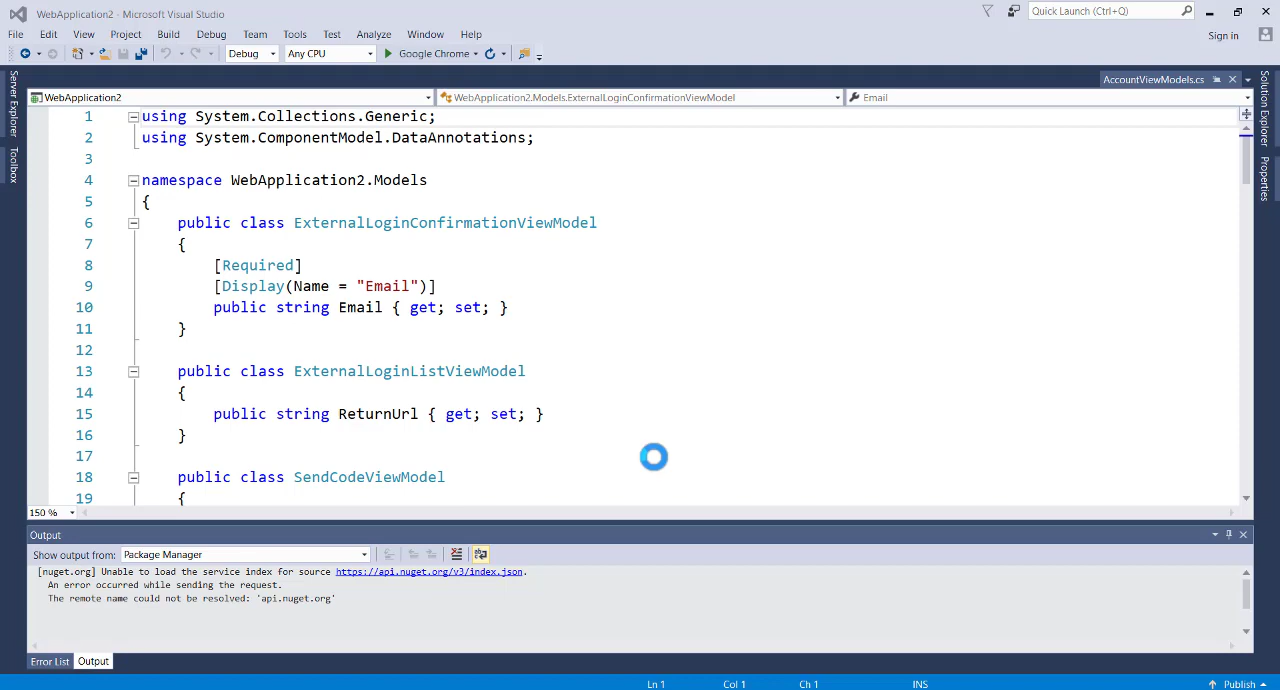 WebApplication2 - Microsoft Visual Studio
Quick Launch (Ctrl+Q)
File Edit View Project Build Debug Team Tools Test Analyze Window Help
Sign in
Debug Any CPU Google Chrome
Server Explorer
Toolbox
AccountViewModels.cs
Solution Explorer
Properties
WebApplication2 WebApplication2.Models.ExternalLoginConfirmationViewModel Email
1 using System.Collections.Generic;
2 using System.ComponentModel.DataAnnotations;
3
4 namespace WebApplication2.Models
5 {
6 public class ExternalLoginConfirmationViewModel
7 {
8 [Required]
9 [Display(Name = "Email")]
10 public string Email { get; set; }
11 }
12
13 public class ExternalLoginListViewModel
14 {
15 public string ReturnUrl { get; set; }
16 }
17
18 public class SendCodeViewModel
19 {
150 %
Output
Show output from: Package Manager
[nuget.org] Unable to load the service index for source https://api.nuget.org/v3/index.json.
An error occurred while sending the request.
The remote name could not be resolved: 'api.nuget.org'
Error List Output
Ln 1 Col 1 Ch 1 INS Publish